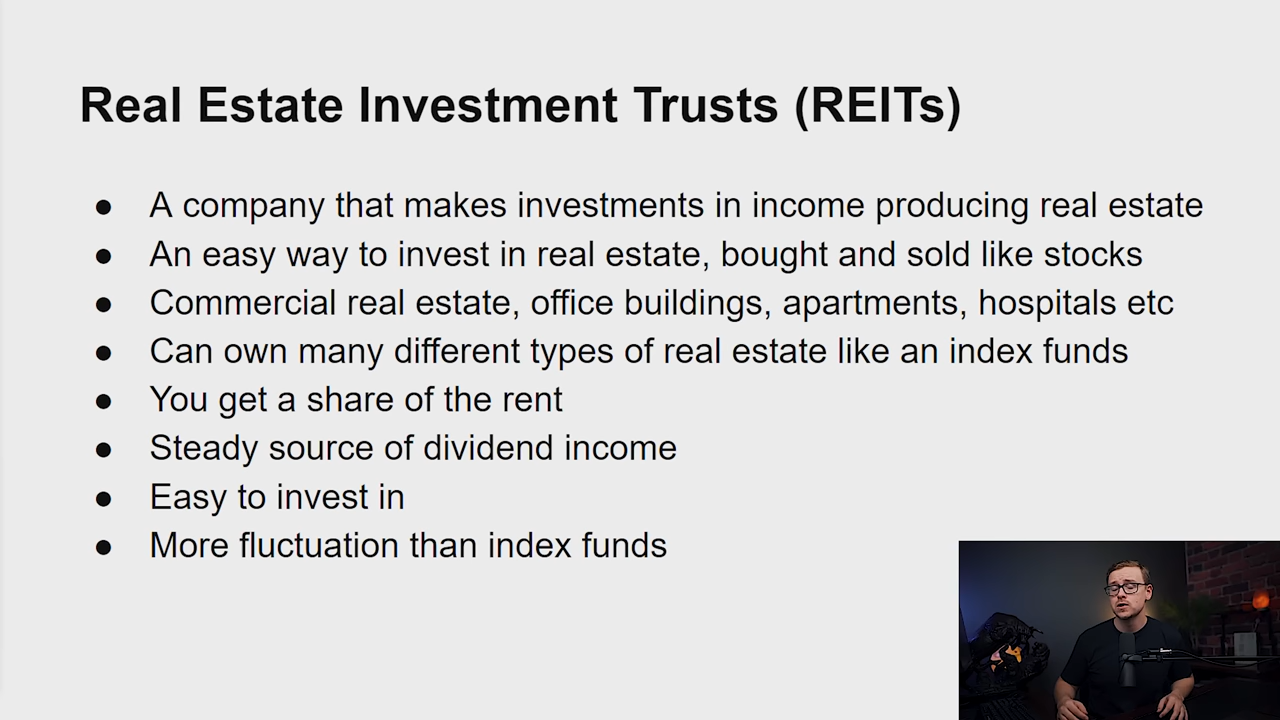 Real Estate Investment Trusts (REITs)
● A company that makes investments in income producing real estate
● An easy way to invest in real estate, bought and sold like stocks
● Commercial real estate, office buildings, apartments, hospitals etc
● Can own many different types of real estate like an index funds
● You get a share of the rent
● Steady source of dividend income
● Easy to invest in
● More fluctuation than index funds